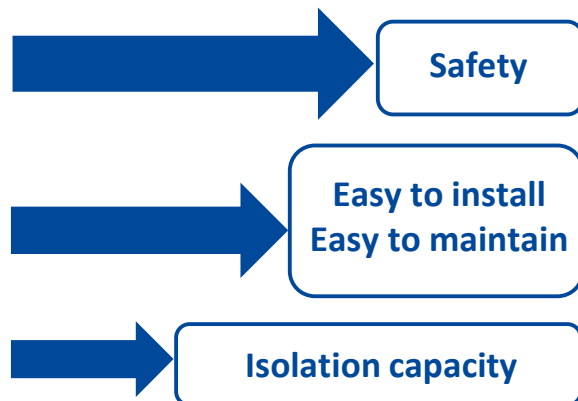 Safety
Easy to install
Easy to maintain
Isolation capacity